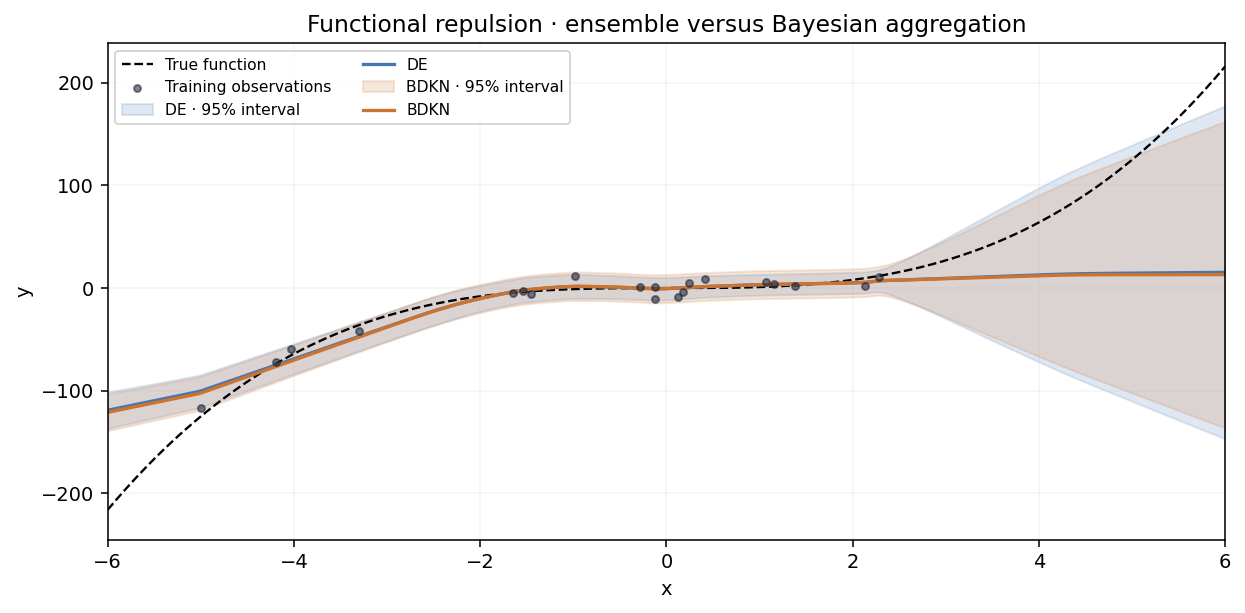 Functional repulsion · ensemble versus Bayesian aggregation
True function
Training observations
DE · 95% interval
DE
BDKN · 95% interval
BDKN
y
200
100
0
−100
−200
−6
−4
−2
0
2
4
6
x